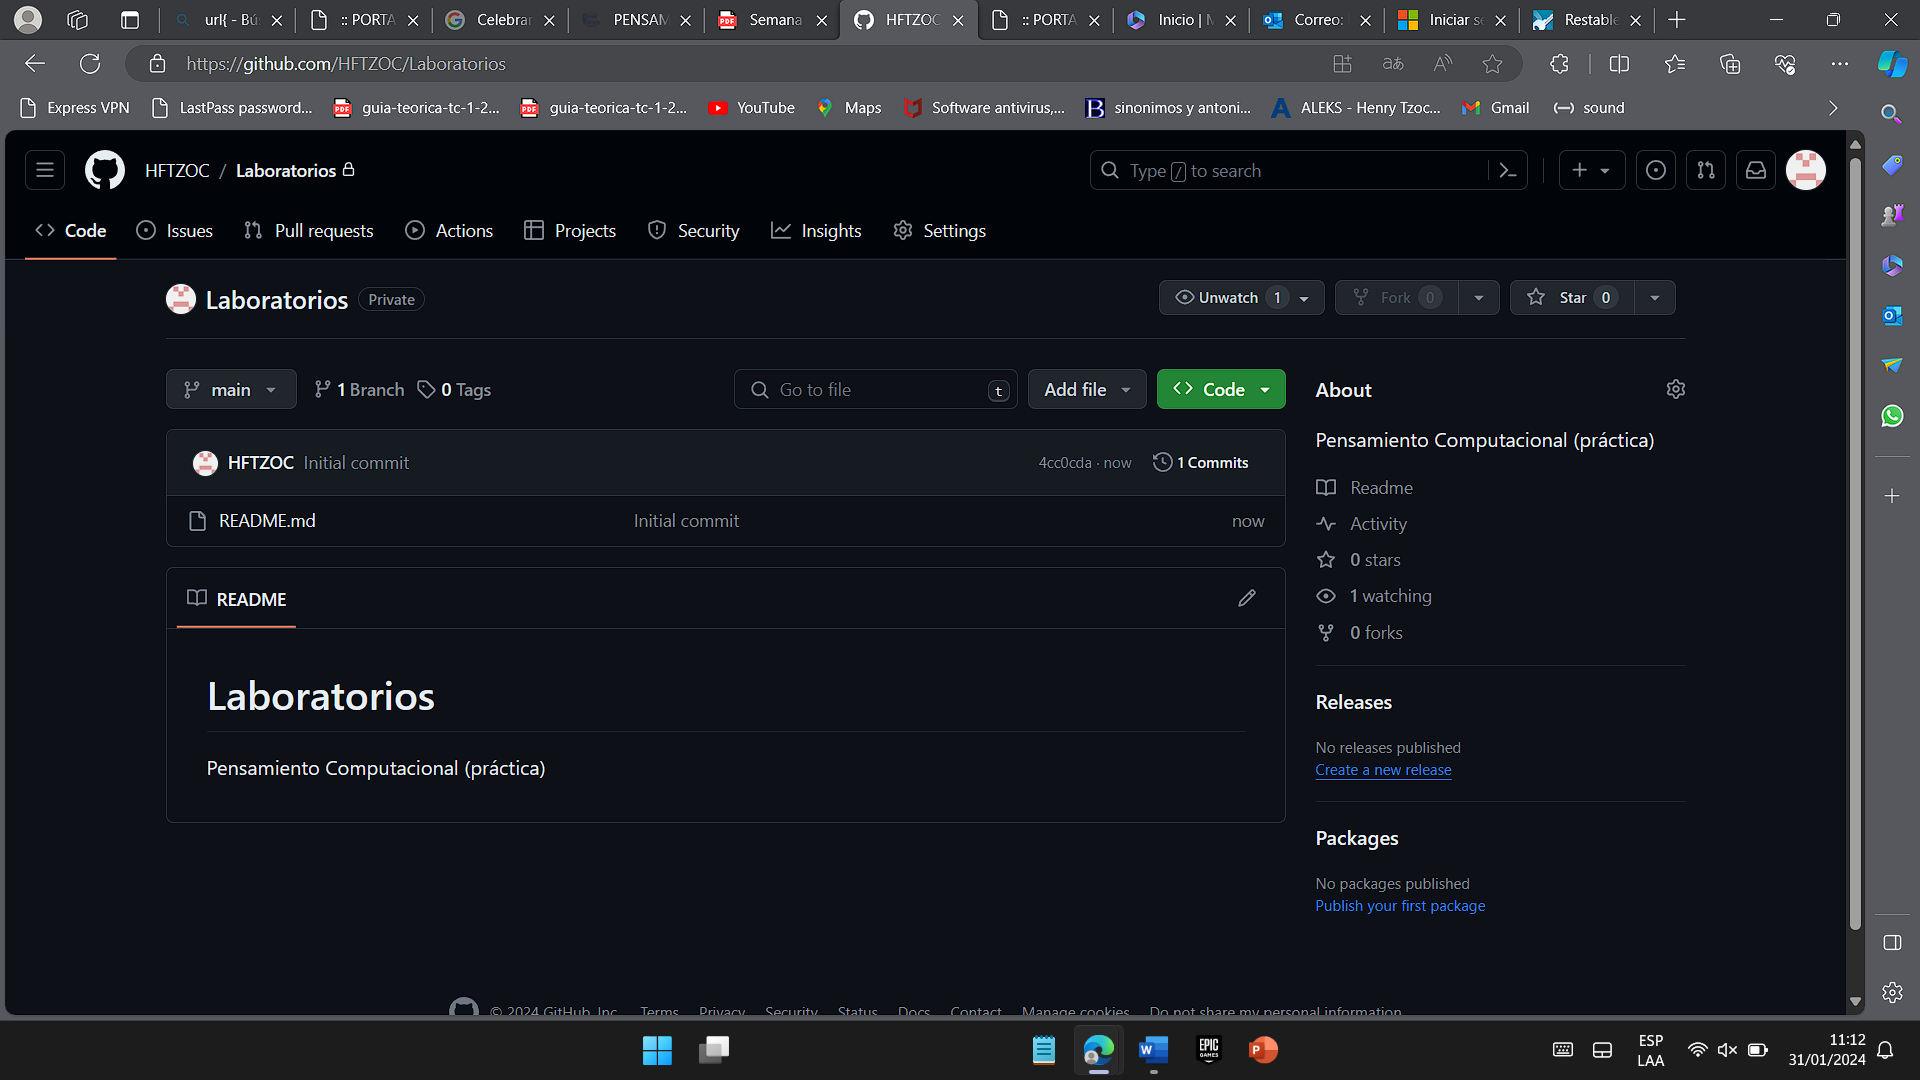 url{ - Bú
:: PORTA
Celebrar
PENSAM
Semana
HFTZOC
:: PORTA
Inicio | M
Correo:
Iniciar se
Restable
https://github.com/HFTZOC/Laboratorios
Express VPN
LastPass password...
guia-teorica-tc-1-2...
guia-teorica-tc-1-2...
YouTube
Maps
Software antivirus,...
sinonimos y antoni...
ALEKS - Henry Tzoc...
Gmail
sound
HFTZOC / Laboratorios
Type / to search
Code
Issues
Pull requests
Actions
Projects
Security
Insights
Settings
Laboratorios Private
Unwatch 1
Fork 0
Star 0
main
1 Branch
0 Tags
Go to file t
Add file
Code
HFTZOC Initial commit
4cc0cda · now
1 Commits
README.md
Initial commit
now
README
Laboratorios
Pensamiento Computacional (práctica)
About
Pensamiento Computacional (práctica)
Readme
Activity
0 stars
1 watching
0 forks
Releases
No releases published
Create a new release
Packages
No packages published
Publish your first package
© 2024 GitHub, Inc.
Terms
Privacy
Security
Status
Docs
Contact
Manage cookies
Do not share my personal information
EPIC GAMES
ESP
LAA
11:12
31/01/2024